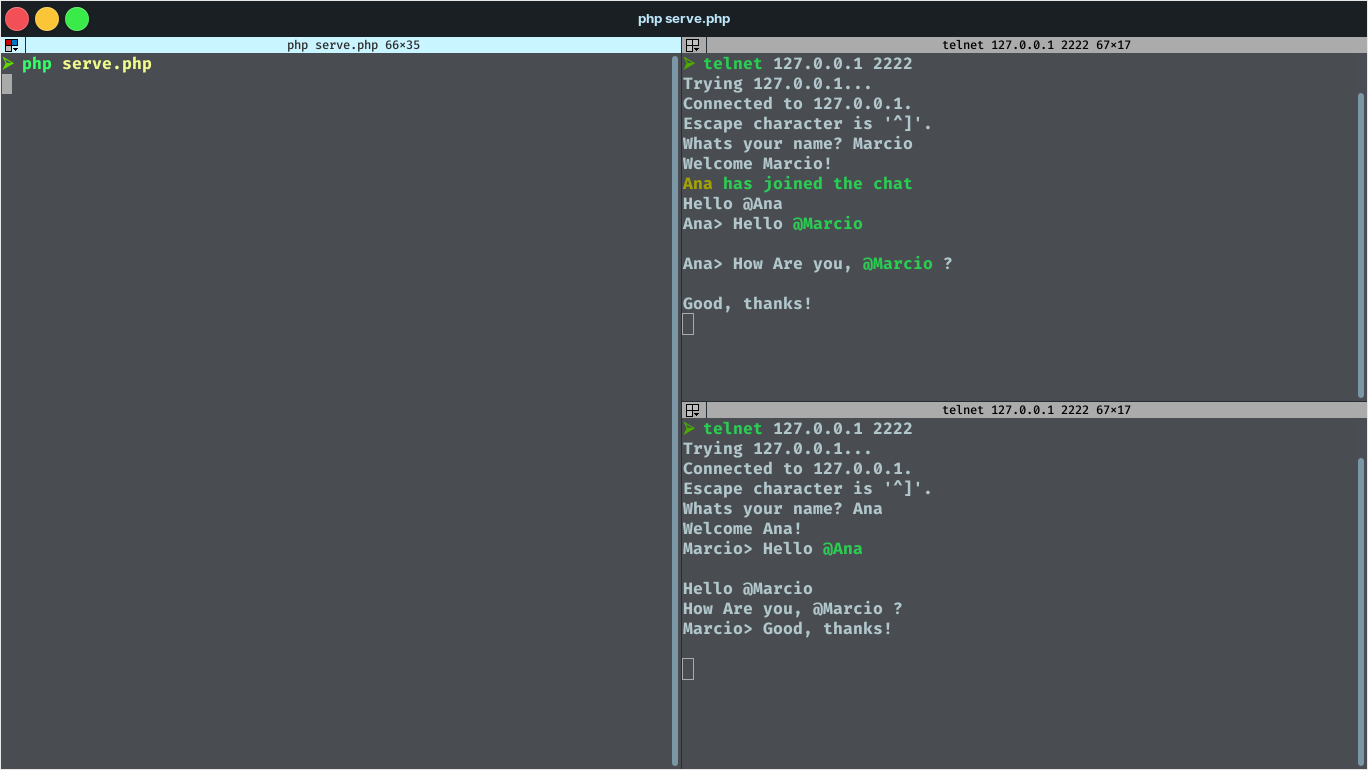 php serve.php
php serve.php 66×35
➤ php serve.php
telnet 127.0.0.1 2222 67×17
➤ telnet 127.0.0.1 2222
Trying 127.0.0.1...
Connected to 127.0.0.1.
Escape character is '^]'.
Whats your name? Marcio
Welcome Marcio!
Ana has joined the chat
Hello @Ana
Ana> Hello @Marcio
Ana> How Are you, @Marcio ?
Good, thanks!
telnet 127.0.0.1 2222 67×17
➤ telnet 127.0.0.1 2222
Trying 127.0.0.1...
Connected to 127.0.0.1.
Escape character is '^]'.
Whats your name? Ana
Welcome Ana!
Marcio> Hello @Ana
Hello @Marcio
How Are you, @Marcio ?
Marcio> Good, thanks!